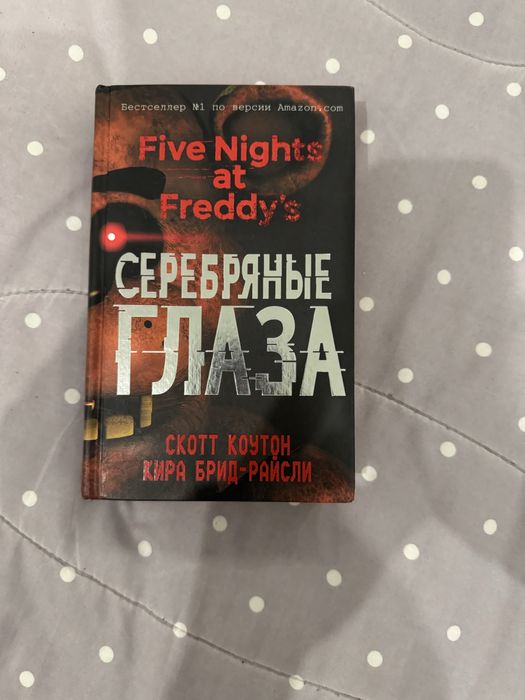 Бестселлер №1 по версии Amazon.com
Five Nights
at
Freddy's
СЕРЕБРЯНЫЕ
ГЛАЗА
СКОТТ КОУТОН
КИРА БРИД-РАЙСЛИ